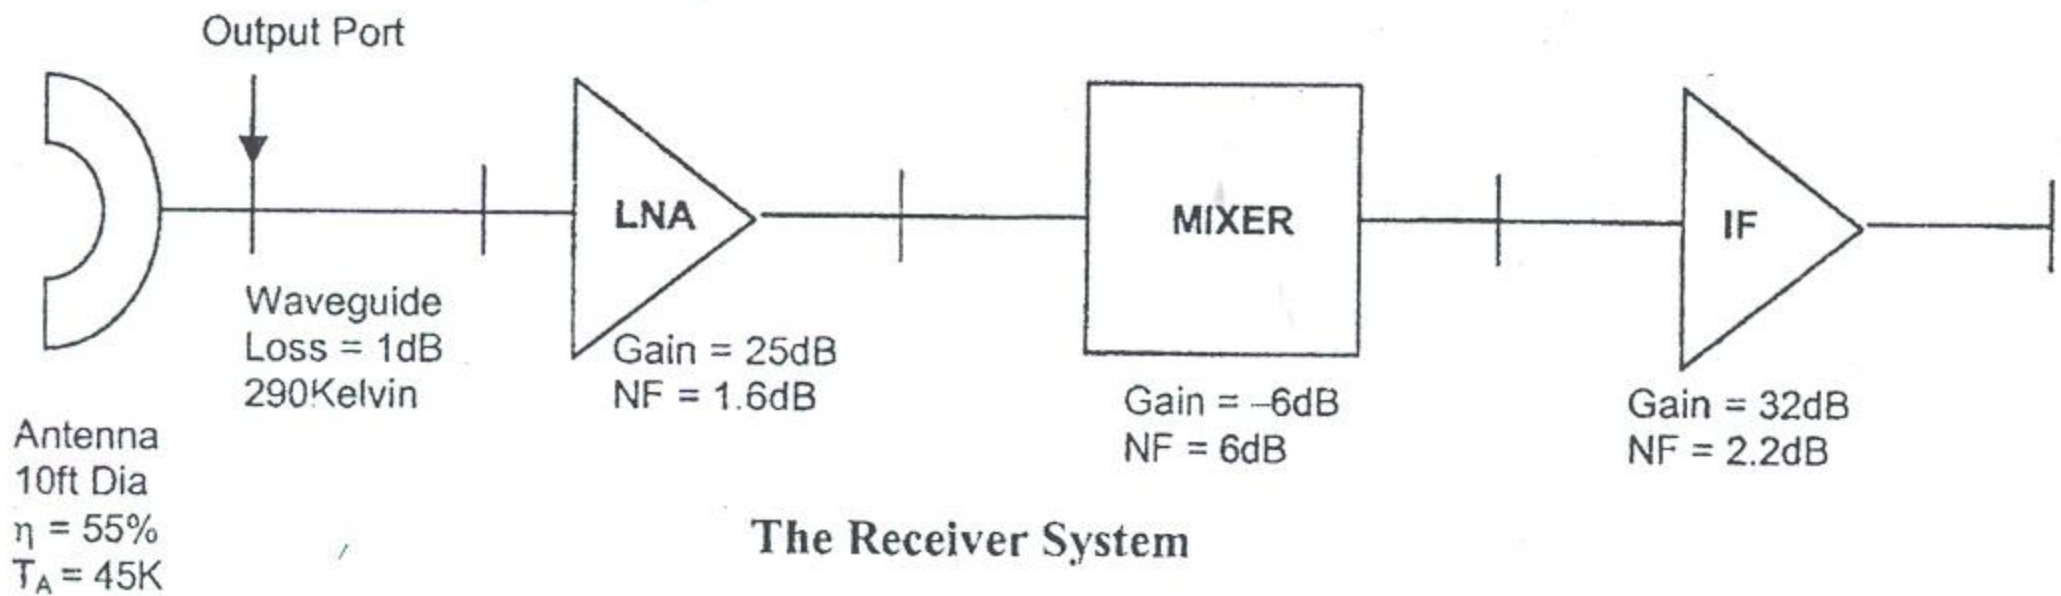 Output Port
LNA
MIXER
IF
Waveguide
Loss = 1dB
290Kelvin
Gain = 25dB
NF = 1.6dB
Gain = –6dB
NF = 6dB
Gain = 32dB
NF = 2.2dB
Antenna
10ft Dia
η = 55%
TA = 45K
The Receiver System